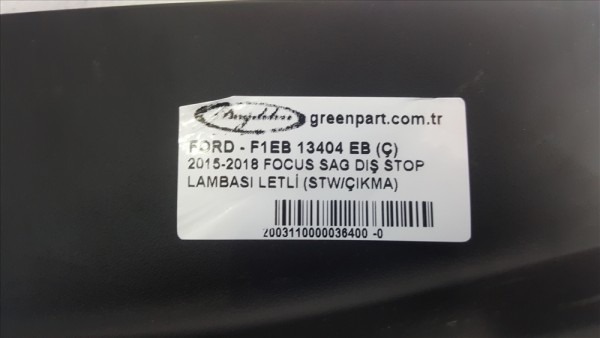 greenpart.com.tr
FORD - F1EB 13404 EB (Ç)
2015-2018 FOCUS SAG DIŞ STOP
LAMBASI LETLİ (STW/ÇIKMA)
2003110000036400 -0